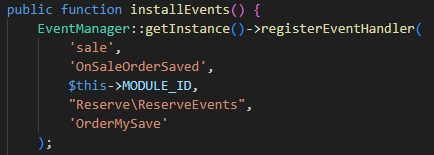 public function installEvents() {
EventManager::getInstance()->registerEventHandler(
'sale',
'OnSaleOrderSaved',
$this->MODULE_ID,
"Reserve\ReserveEvents",
'OrderMySave'
);